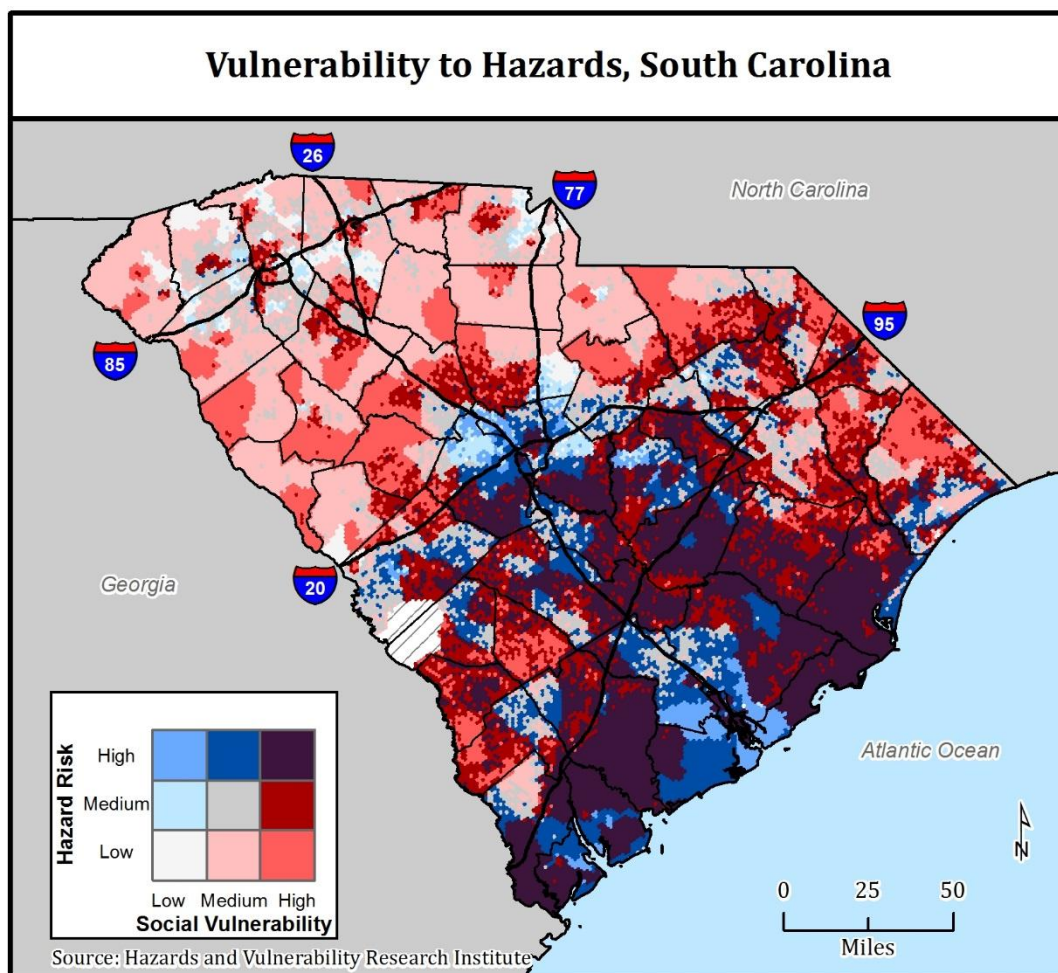 Vulnerability to Hazards, South Carolina
26
77
North Carolina
85
95
20
Georgia
Atlantic Ocean
Hazard Risk
High
Medium
Low
Low Medium High
Social Vulnerability
N
0 25 50
Miles
Source: Hazards and Vulnerability Research Institute